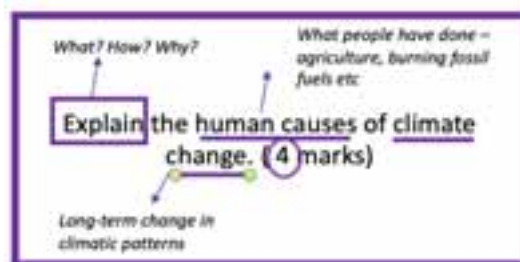 What? How? Why?
What people have done –
agriculture, burning fossil
fuels etc
Explain the human causes of climate
change. (4 marks)
Long-term change in
climatic patterns